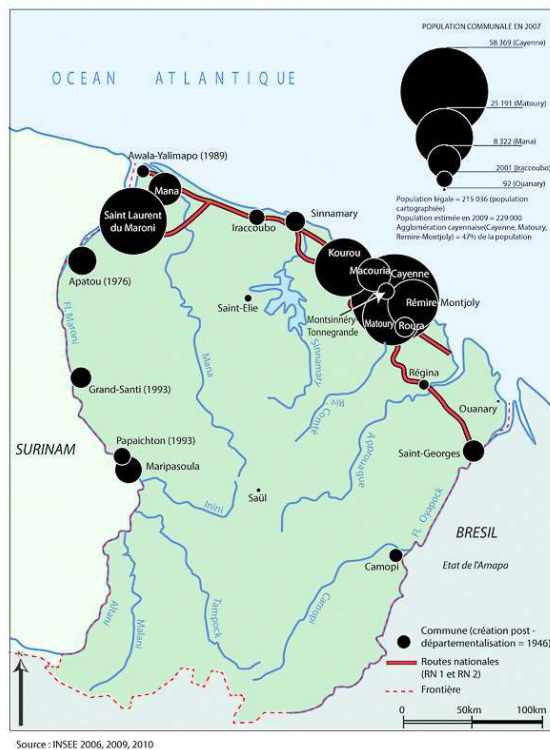 POPULATION COMMUNALE EN 2007
58 369 (Cayenne)
25 191 (Matoury)
8 322 (Mana)
2001 (Iraccoubo)
92 (Ouanary)
Population légale = 215 036 (population
cartographiée)
Population estimée en 2009 = 229 000
Agglomération cayennaise(Cayenne, Matoury,
Remire-Montjoly) = 47% de la population
OCEAN ATLANTIQUE
Awala-Yalimapo (1989)
Mana
Saint Laurent
du Maroni
Iraccoubo
Sinnamary
Kourou
Macouria
Cayenne
Apatou (1976)
Saint-Elie
Montsinnéry
Tonnegrande
Rémire Montjoly
Matoury
Roura
Fl. Maroni
Mana
Sinnamary
Riv. Comté
Régina
Grand-Santi (1993)
Ouanary
Approuague
SURINAM
Papaichton (1993)
Maripasoula
Saint-Georges
Inini
Saül
Fl. Oyapock
BRESIL
Etat de l'Amapa
Camopi
Altani
Malani
Tampock
Camopi
Commune (création post -
départementalisation = 1946)
Routes nationales
(RN 1 et RN 2)
Frontière
0 50km 100km
Source : INSEE 2006, 2009, 2010